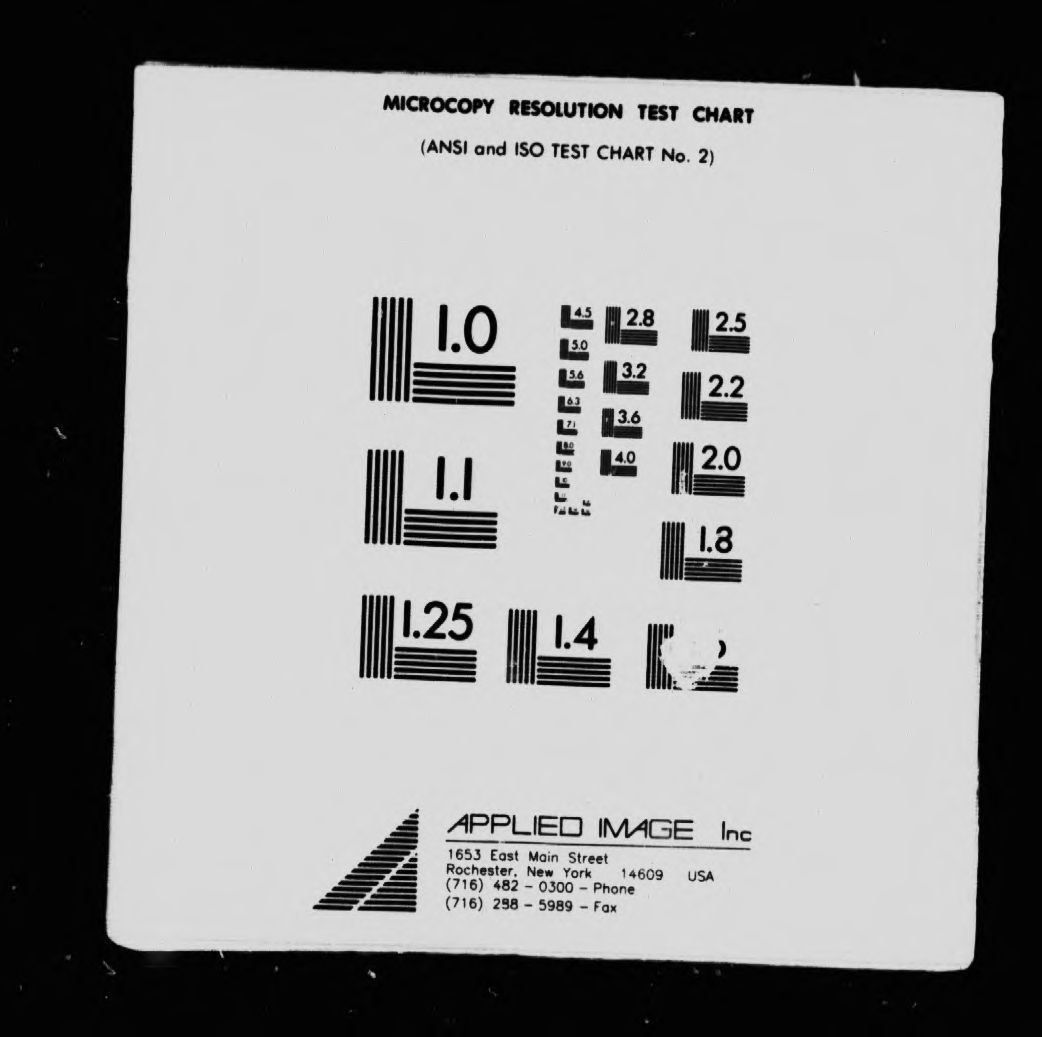 MICROCOPY RESOLUTION TEST CHART
(ANSI and ISO TEST CHART No. 2)
1.0
4.5
2.8
2.5
5.0
5.6
3.2
2.2
6.3
3.6
7.1
8.0
4.0
2.0
9.0
1.1
1.8
1.25
1.4
APPLIED IMAGE Inc
1653 East Main Street
Rochester, New York 14609 USA
(716) 482 - 0300 - Phone
(716) 288 - 5989 - Fax